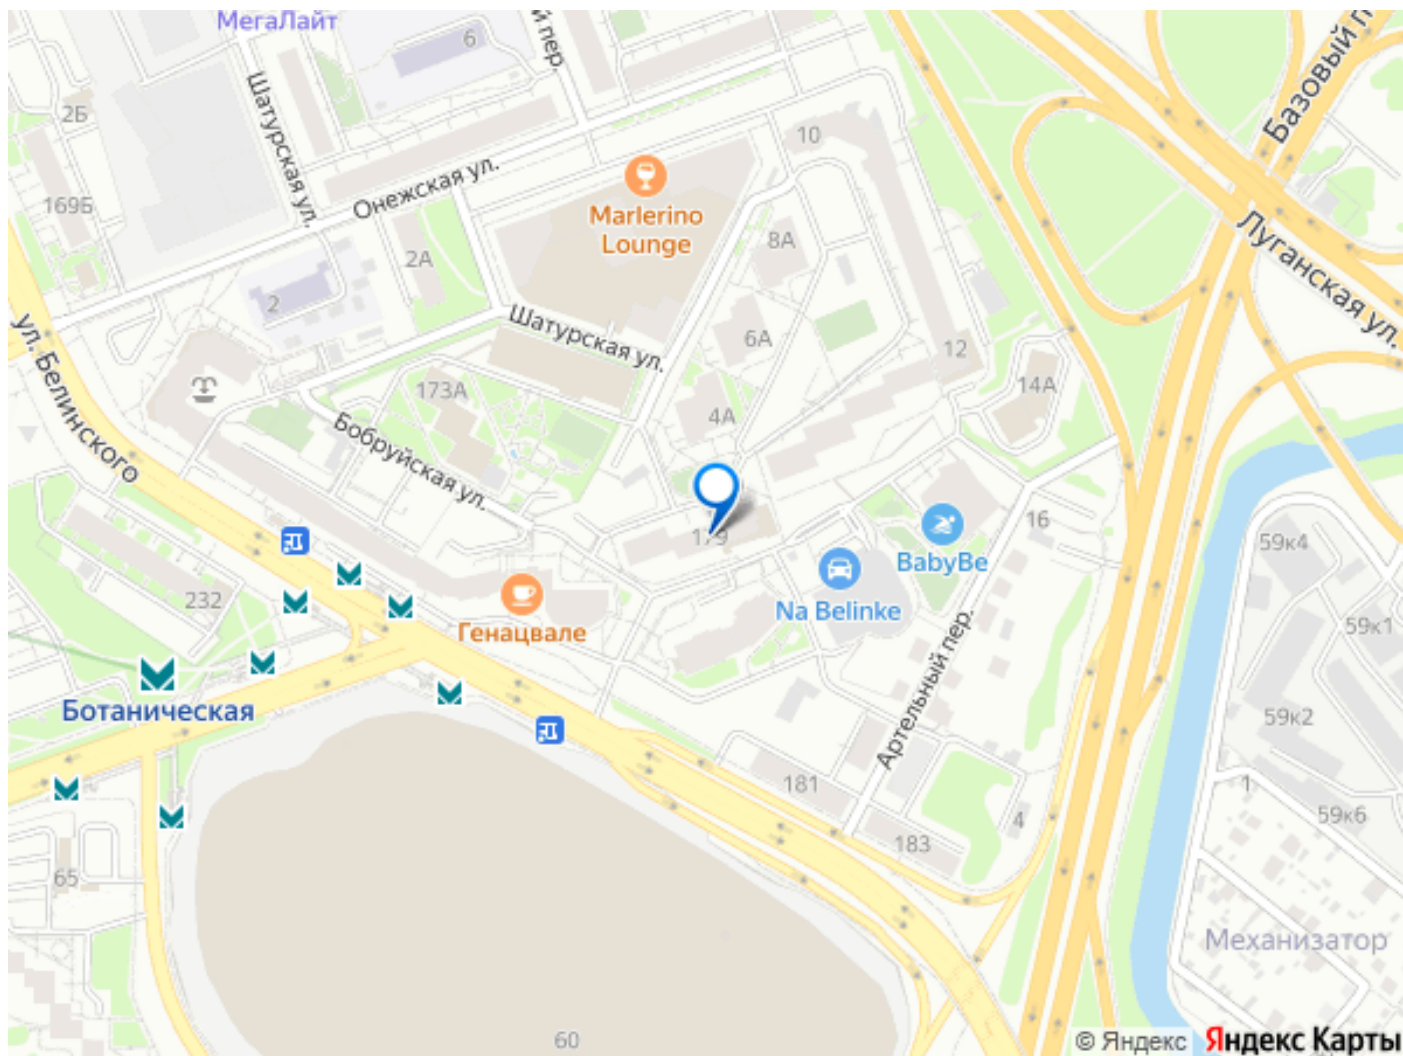 МегаЛайт
й пер.
6
Базовый п
Шатурская ул.
2Б
10
Онежская ул.
Marlerino
Lounge
169Б
8А
2А
Луганская ул.
2
ул. Белинского
Шатурская ул.
6А
12
173А
14А
4А
Бобруйская ул.
179
BabyBe
16
59к4
Na Belinke
232
Генацвале
59к1
Ботаническая
Артельный пер.
59к2
181
1
4
59к6
183
65
Механизатор
60
© Яндекс Яндекс Карты